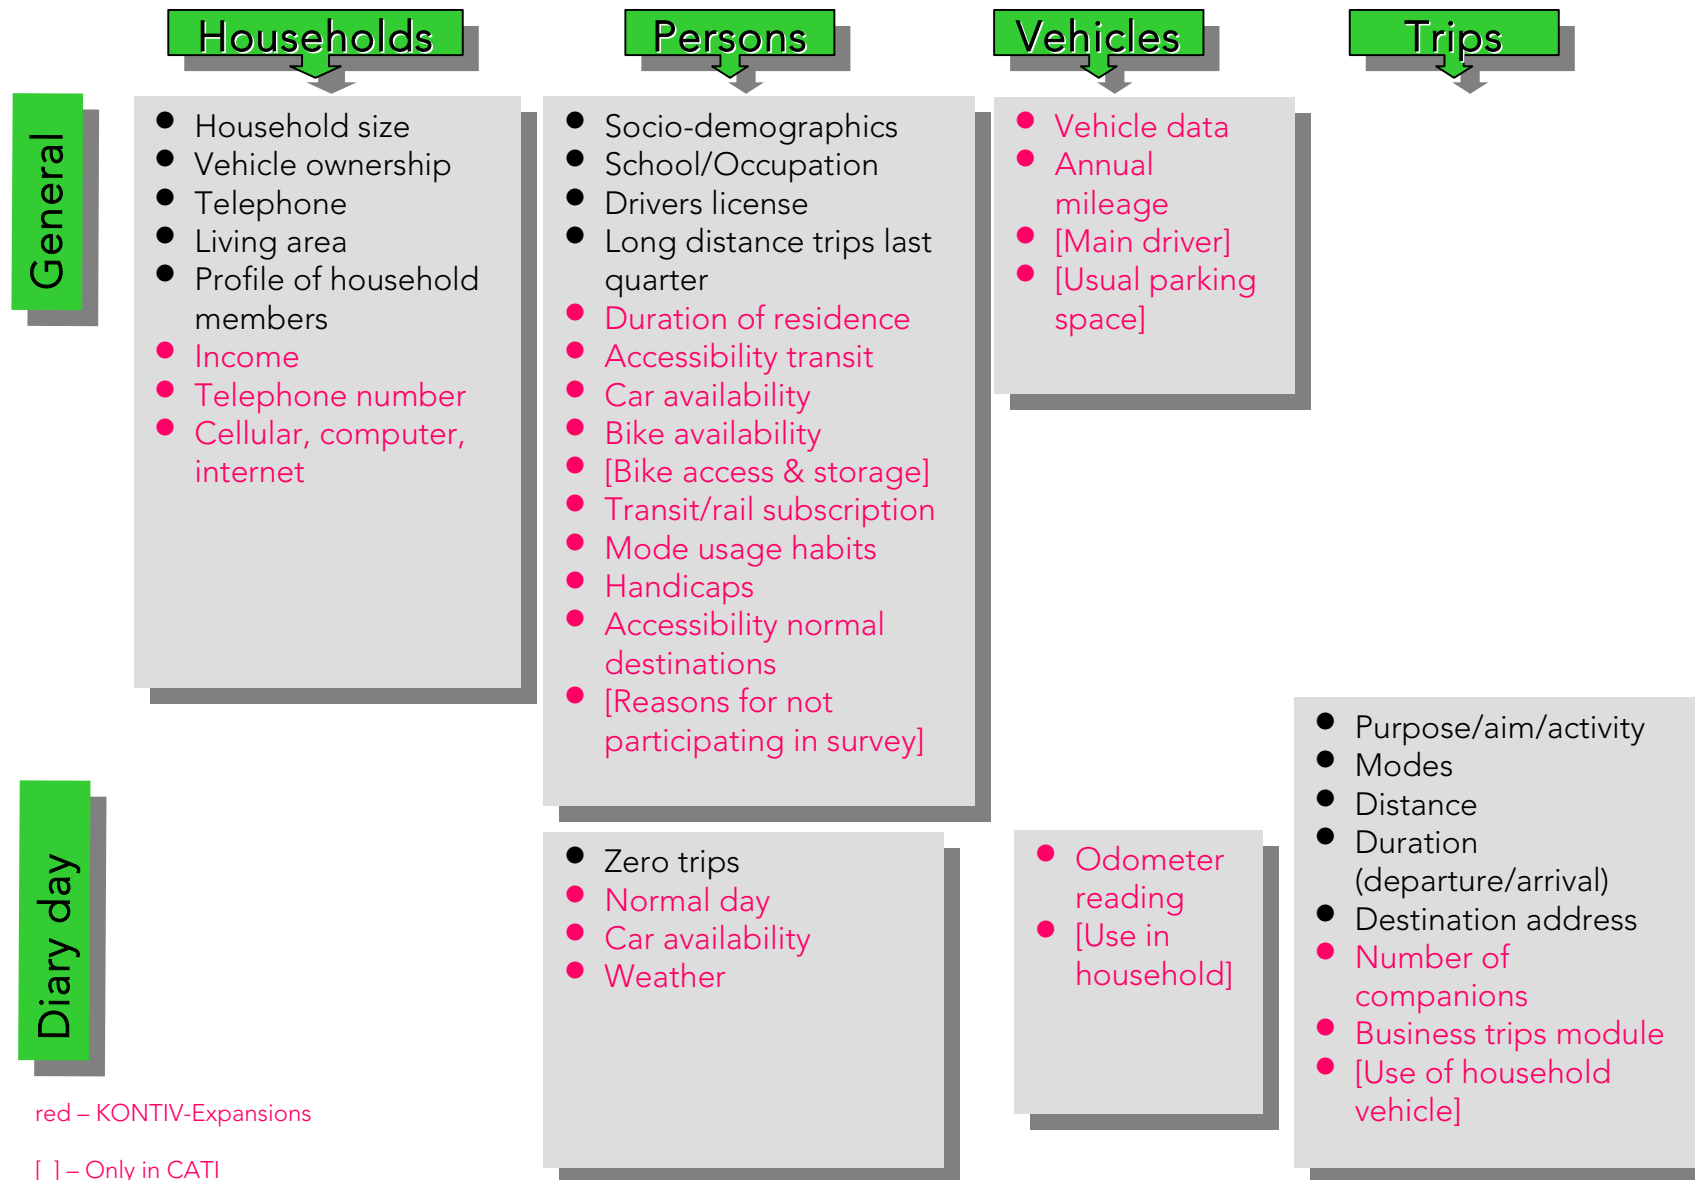 Households
Persons
Vehicles
Trips
General
Household size
Vehicle ownership
Telephone
Living area
Profile of household
members
Income
Telephone number
Cellular, computer,
internet
Socio-demographics
School/Occupation
Drivers license
Long distance trips last
quarter
Duration of residence
Accessibility transit
Car availability
Bike availability
[Bike access & storage]
Transit/rail subscription
Mode usage habits
Handicaps
Accessibility normal
destinations
[Reasons for not
participating in survey]
Vehicle data
Annual
mileage
[Main driver]
[Usual parking
space]
Diary day
Zero trips
Normal day
Car availability
Weather
Odometer
reading
[Use in
household]
Purpose/aim/activity
Modes
Distance
Duration
(departure/arrival)
Destination address
Number of
companions
Business trips module
[Use of household
vehicle]
red – KONTIV-Expansions
[ ] – Only in CATI